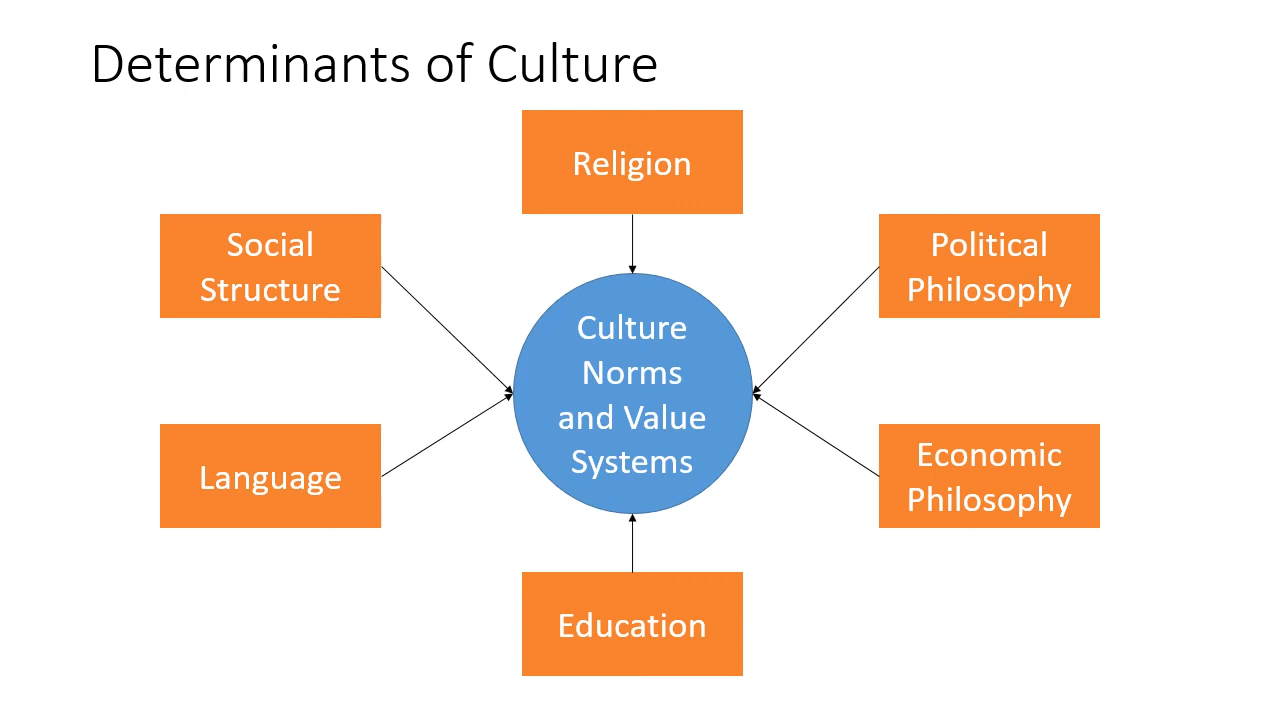 Determinants of Culture
Religion
Social
Structure
Political
Philosophy
Culture
Norms
and Value
Systems
Language
Economic
Philosophy
Education